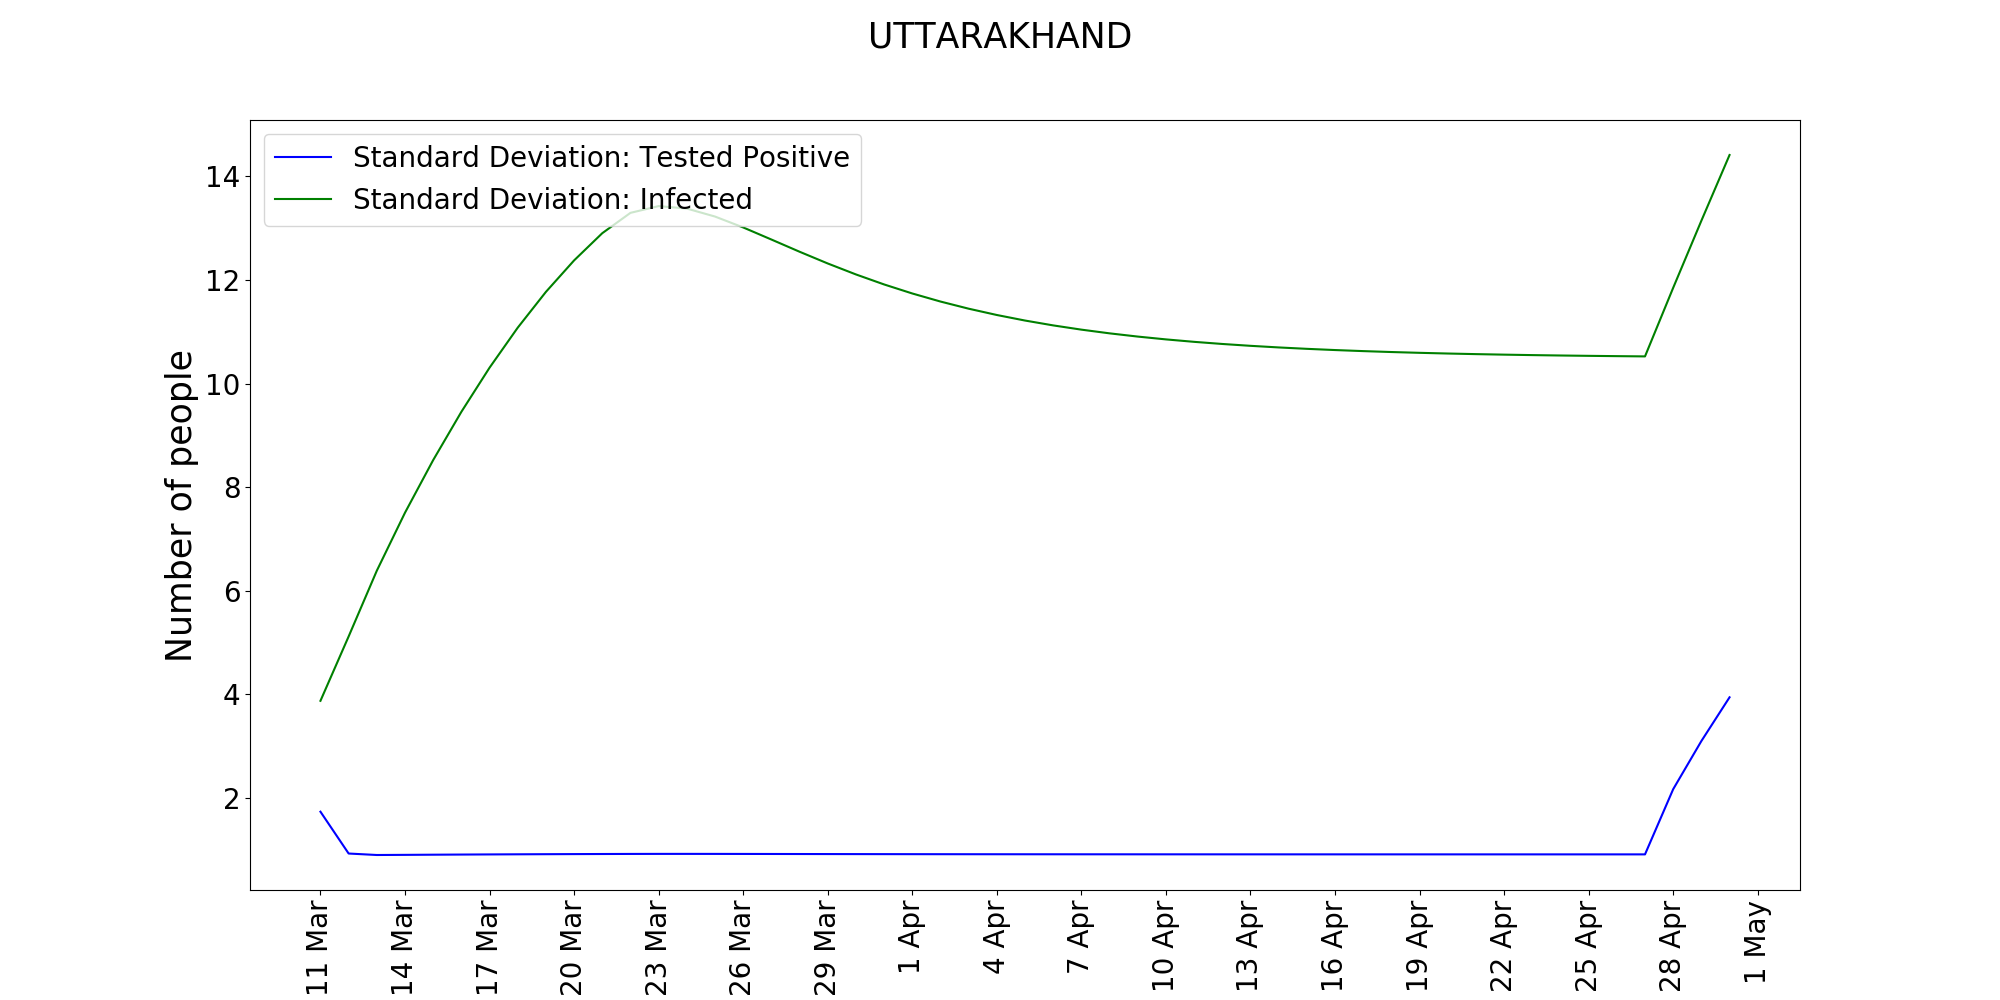 UTTARAKHAND
Standard Deviation: Tested Positive
Standard Deviation: Infected
Number of people
14
12
10
8
6
4
2
11 Mar
14 Mar
17 Mar
20 Mar
23 Mar
26 Mar
29 Mar
1 Apr
4 Apr
7 Apr
10 Apr
13 Apr
16 Apr
19 Apr
22 Apr
25 Apr
28 Apr
1 May